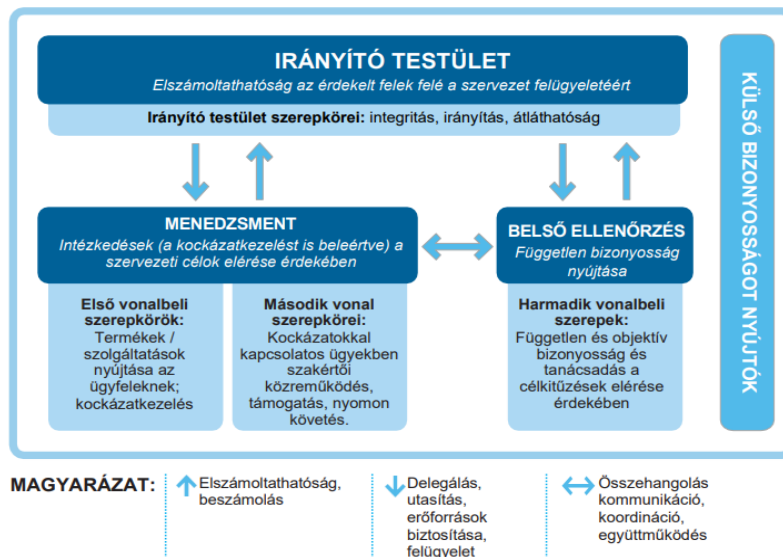 IRÁNYÍTÓ TESTÜLET
Elszámoltathatóság az érdekelt felek felé a szervezet felügyeletéért
Irányító testület szerepkörei: integritás, irányítás, átláthatóság
MENEDZSMENT
Intézkedések (a kockázatkezelést is beleértve) a
szervezeti célok elérése érdekében
Első vonalbeli
szerepkörök:
Termékek /
szolgáltatások
nyújtása az
ügyfeleknek;
kockázatkezelés
Második vonal
szerepkörei:
Kockázatokkal
kapcsolatos ügyekben
szakértői
közreműködés,
támogatás, nyomon
követés.
BELSŐ ELLENŐRZÉS
Független bizonyosság
nyújtása
Harmadik vonalbeli
szerepek:
Független és objektív
bizonyosság és
tanácsadás a
célkitűzések elérése
érdekében
KÜLSŐ BIZONYOSSÁGOT NYÚJTÓK
MAGYARÁZAT:
Elszámoltathatóság,
beszámolás
Delegálás,
utasítás,
erőforrások
biztosítása,
felügyelet
Összehangolás
kommunikáció,
koordináció,
együttműködés